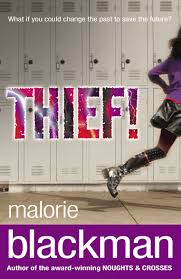 What if you could change the past to save the future?
THIEF!
malorie
blackman
Author of the award-winning NOUGHTS & CROSSES